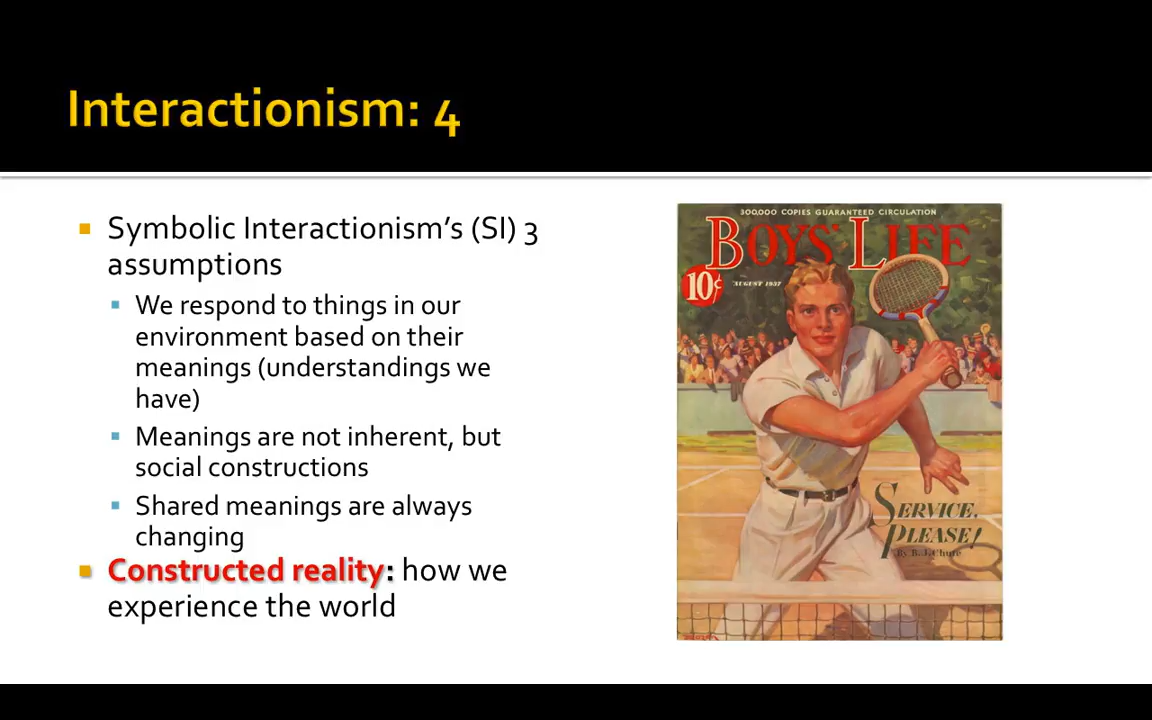 Interactionism: 4
Symbolic Interactionism's (SI) 3
assumptions
We respond to things in our
environment based on their
meanings (understandings we
have)
Meanings are not inherent, but
social constructions
Shared meanings are always
changing
Constructed reality: how we
experience the world
300,000 COPIES GUARANTEED CIRCULATION
BOYS' LIFE
10¢
AUGUST 1937
SERVICE,
PLEASE!
By B.J. Chute